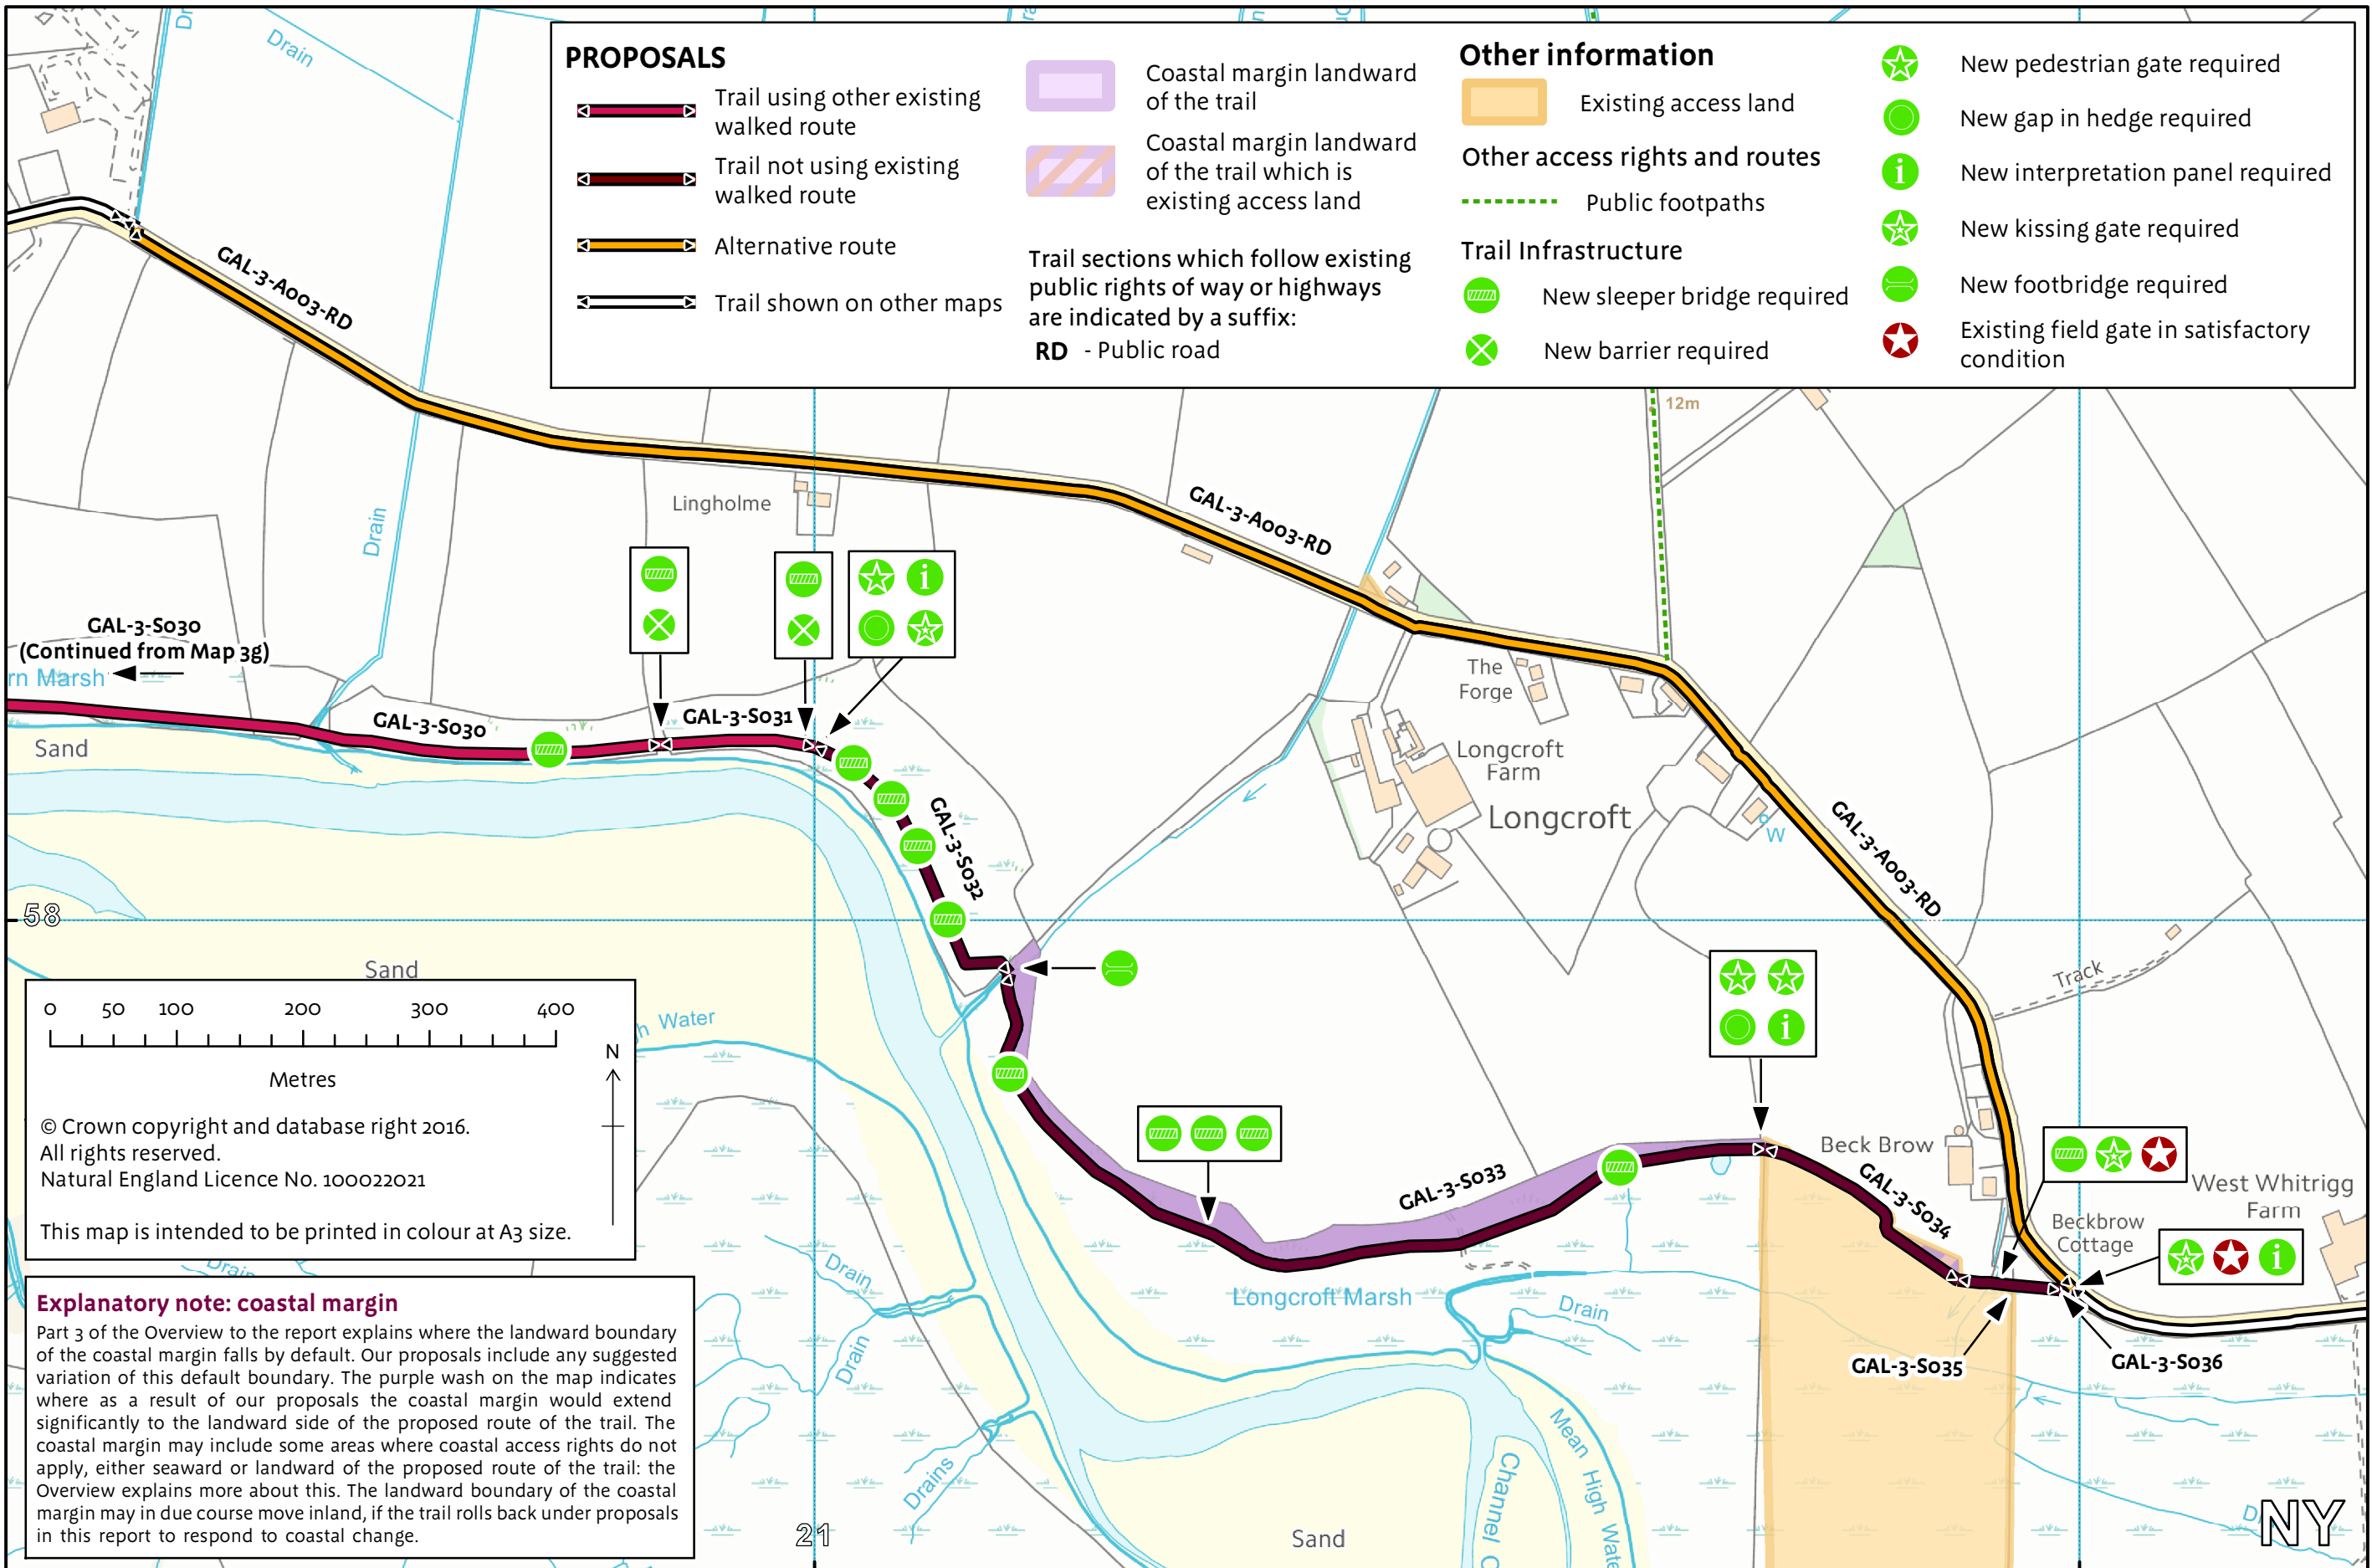 PROPOSALS
Trail using other existing
walked route
Trail not using existing
walked route
Alternative route
Trail shown on other maps
Coastal margin landward
of the trail
Coastal margin landward
of the trail which is
existing access land
Trail sections which follow existing
public rights of way or highways
are indicated by a suffix:
RD - Public road
Other information
Existing access land
Other access rights and routes
Public footpaths
Trail Infrastructure
New sleeper bridge required
New barrier required
New pedestrian gate required
New gap in hedge required
New interpretation panel required
New kissing gate required
New footbridge required
Existing field gate in satisfactory
condition
Drain
GAL-3-A003-RD
12m
Drain
Lingholme
GAL-3-A003-RD
GAL-3-S030
(Continued from Map 3g)
rn Marsh
GAL-3-S030
GAL-3-S031
The
Forge
Sand
Longcroft
Farm
Longcroft
W
GAL-3-S032
GAL-3-A003-RD
58
Sand
Track
Water
0 50 100 200 300 400
Metres
N
© Crown copyright and database right 2016.
All rights reserved.
Natural England Licence No. 100022021
This map is intended to be printed in colour at A3 size.
Beck Brow
GAL-3-S033
GAL-3-S034
West Whitrigg
Farm
Beckbrow
Cottage
Drain
Drain
Longcroft Marsh
Drain
Drain
GAL-3-S035
GAL-3-S036
Explanatory note: coastal margin
Part 3 of the Overview to the report explains where the landward boundary
of the coastal margin falls by default. Our proposals include any suggested
variation of this default boundary. The purple wash on the map indicates
where as a result of our proposals the coastal margin would extend
significantly to the landward side of the proposed route of the trail. The
coastal margin may include some areas where coastal access rights do not
apply, either seaward or landward of the proposed route of the trail: the
Overview explains more about this. The landward boundary of the coastal
margin may in due course move inland, if the trail rolls back under proposals
in this report to respond to coastal change.
Drains
Mean High Wate
Channel
21
Sand
NY